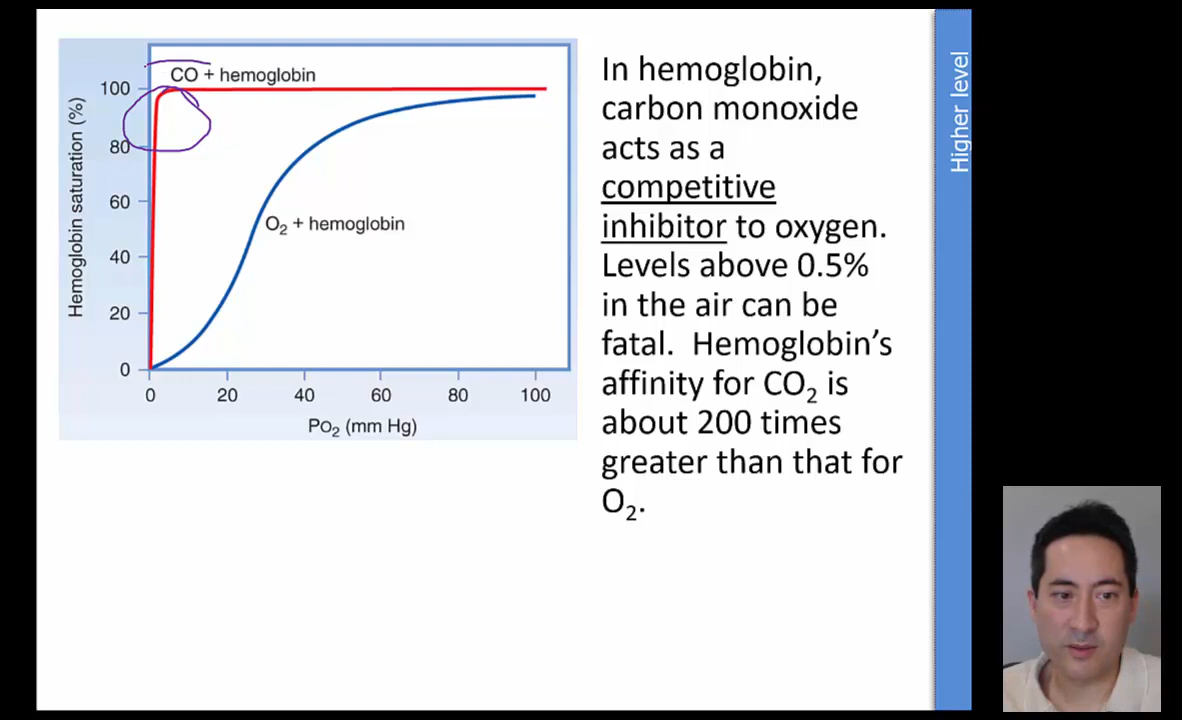 CO + hemoglobin
100
80
60
40
20
0
Hemoglobin saturation (%)
O₂ + hemoglobin
0 20 40 60 80 100
PO₂ (mm Hg)
In hemoglobin,
carbon monoxide
acts as a
competitive
inhibitor to oxygen.
Levels above 0.5%
in the air can be
fatal. Hemoglobin’s
affinity for CO₂ is
about 200 times
greater than that for
O₂.
Higher level